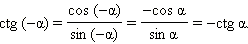 ctg (−α) = cos (−α) / sin (−α) = −cos α / sin α = −ctg α.